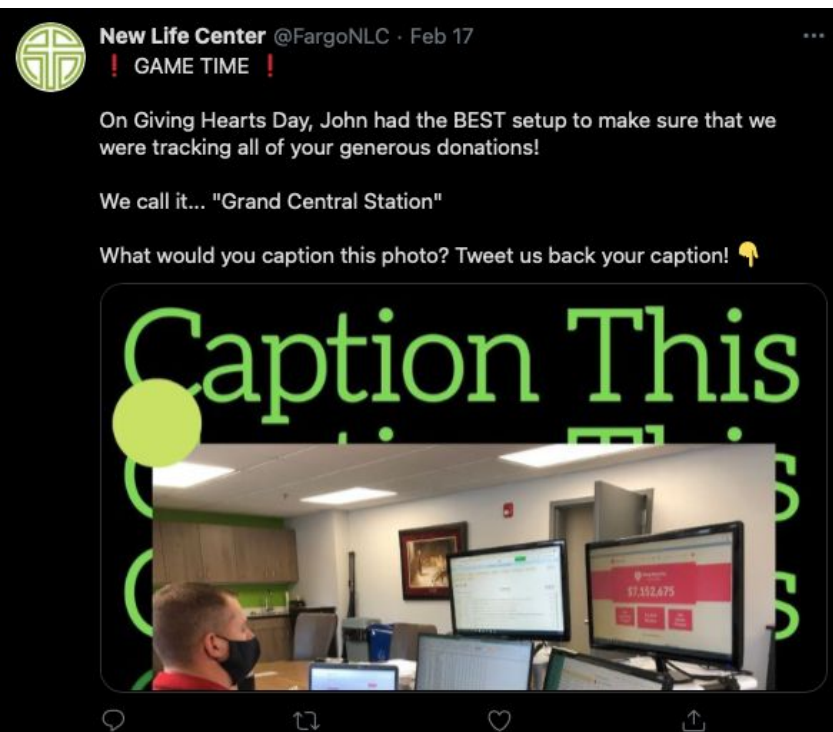 New Life Center @FargoNLC · Feb 17
❗ GAME TIME ❗
On Giving Hearts Day, John had the BEST setup to make sure that we
were tracking all of your generous donations!
We call it... "Grand Central Station"
What would you caption this photo? Tweet us back your caption! 👇
Caption This
$7,152,675